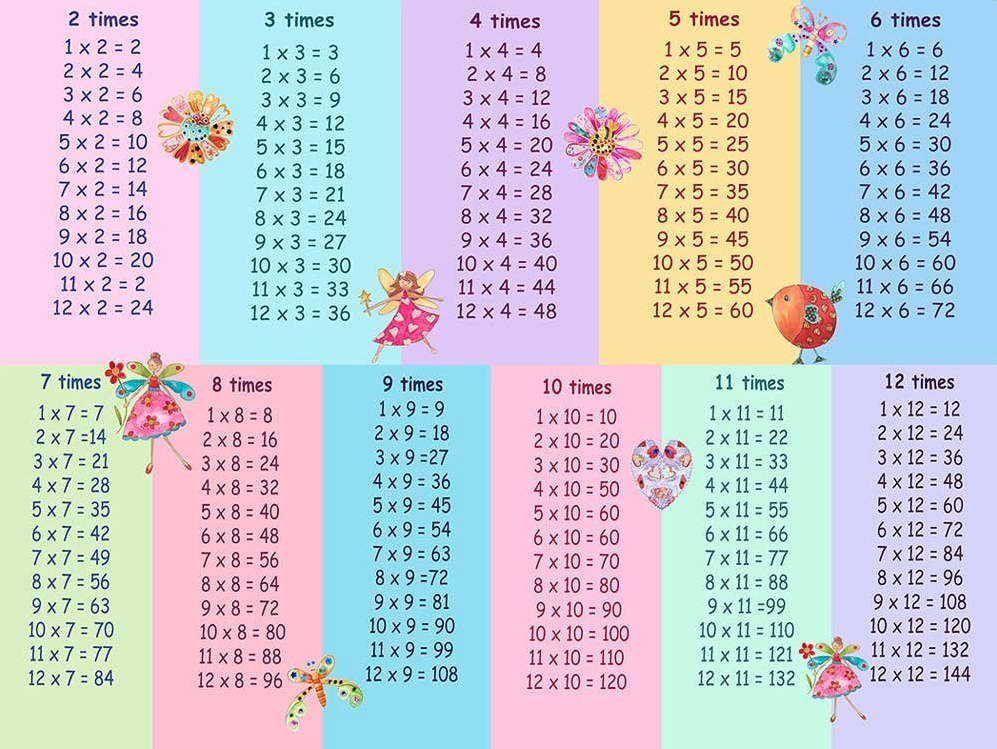 2 times
1 x 2 = 2
2 x 2 = 4
3 x 2 = 6
4 x 2 = 8
5 x 2 = 10
6 x 2 = 12
7 x 2 = 14
8 x 2 = 16
9 x 2 = 18
10 x 2 = 20
11 x 2 = 2
12 x 2 = 24
3 times
1 x 3 = 3
2 x 3 = 6
3 x 3 = 9
4 x 3 = 12
5 x 3 = 15
6 x 3 = 18
7 x 3 = 21
8 x 3 = 24
9 x 3 = 27
10 x 3 = 30
11 x 3 = 33
12 x 3 = 36
4 times
1 x 4 = 4
2 x 4 = 8
3 x 4 = 12
4 x 4 = 16
5 x 4 = 20
6 x 4 = 24
7 x 4 = 28
8 x 4 = 32
9 x 4 = 36
10 x 4 = 40
11 x 4 = 44
12 x 4 = 48
5 times
1 x 5 = 5
2 x 5 = 10
3 x 5 = 15
4 x 5 = 20
5 x 5 = 25
6 x 5 = 30
7 x 5 = 35
8 x 5 = 40
9 x 5 = 45
10 x 5 = 50
11 x 5 = 55
12 x 5 = 60
6 times
1 x 6 = 6
2 x 6 = 12
3 x 6 = 18
4 x 6 = 24
5 x 6 = 30
6 x 6 = 36
7 x 6 = 42
8 x 6 = 48
9 x 6 = 54
10 x 6 = 60
11 x 6 = 66
12 x 6 = 72
7 times
1 x 7 = 7
2 x 7 =14
3 x 7 = 21
4 x 7 = 28
5 x 7 = 35
6 x 7 = 42
7 x 7 = 49
8 x 7 = 56
9 x 7 = 63
10 x 7 = 70
11 x 7 = 77
12 x 7 = 84
8 times
1 x 8 = 8
2 x 8 = 16
3 x 8 = 24
4 x 8 = 32
5 x 8 = 40
6 x 8 = 48
7 x 8 = 56
8 x 8 = 64
9 x 8 = 72
10 x 8 = 80
11 x 8 = 88
12 x 8 = 96
9 times
1 x 9 = 9
2 x 9 = 18
3 x 9 =27
4 x 9 = 36
5 x 9 = 45
6 x 9 = 54
7 x 9 = 63
8 x 9 =72
9 x 9 = 81
10 x 9 = 90
11 x 9 = 99
12 x 9 = 108
10 times
1 x 10 = 10
2 x 10 = 20
3 x 10 = 30
4 x 10 = 50
5 x 10 = 60
6 x 10 = 60
7 x 10 = 70
8 x 10 = 80
9 x 10 = 90
10 x 10 = 100
11 x 10 = 110
12 x 10 = 120
11 times
1 x 11 = 11
2 x 11 = 22
3 x 11 = 33
4 x 11 = 44
5 x 11 = 55
6 x 11 = 66
7 x 11 = 77
8 x 11 = 88
9 x 11 =99
10 x 11 = 110
11 x 11 = 121
12 x 11 = 132
12 times
1 x 12 = 12
2 x 12 = 24
3 x 12 = 36
4 x 12 = 48
5 x 12 = 60
6 x 12 = 72
7 x 12 = 84
8 x 12 = 96
9 x 12 = 108
10 x 12 = 120
11 x 12 = 132
12 x 12 = 144